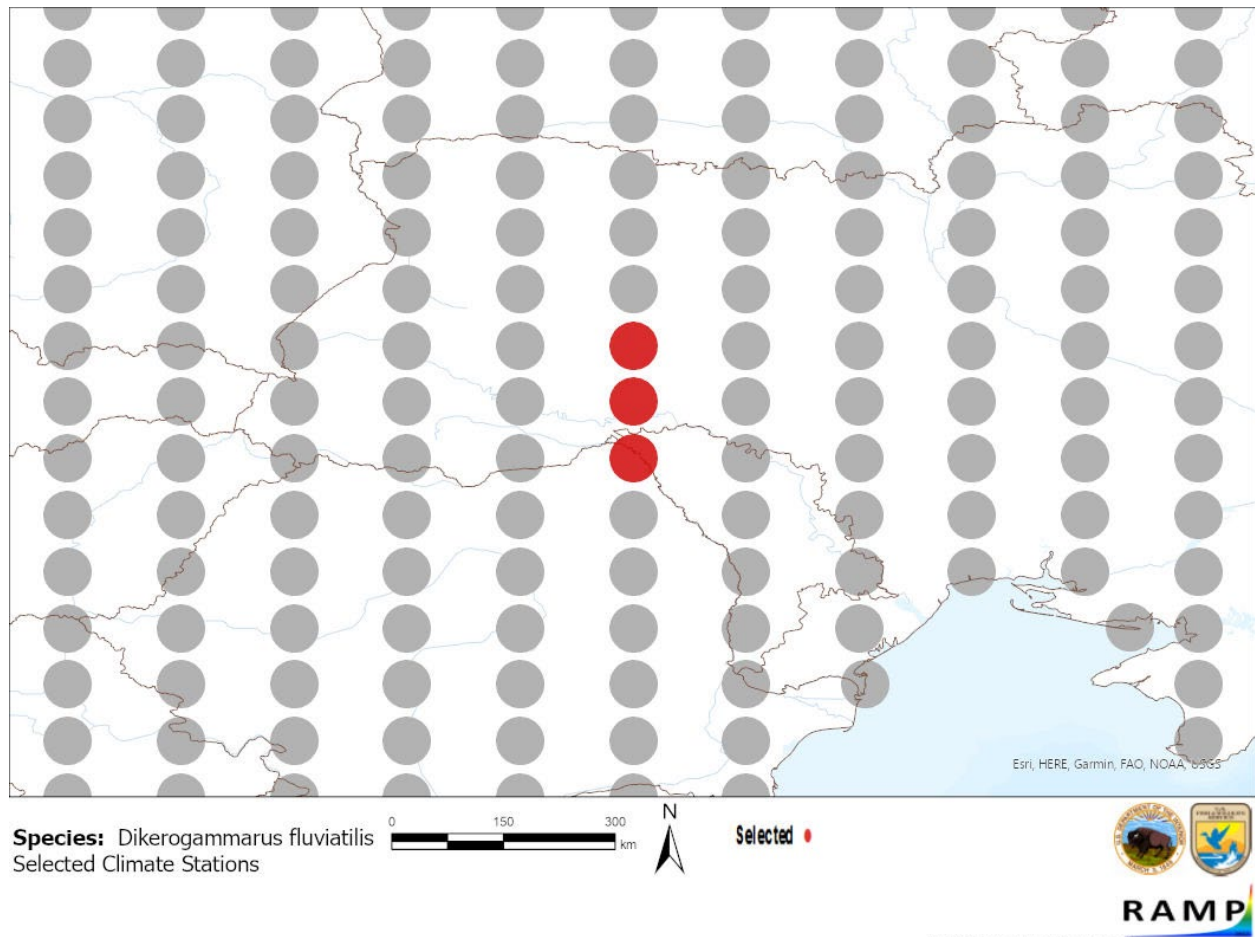 Esri, HERE, Garmin, FAO, NOAA, USGS
Species: Dikerogammarus fluviatilis
Selected Climate Stations
0 150 300
km
N
Selected
RAMP